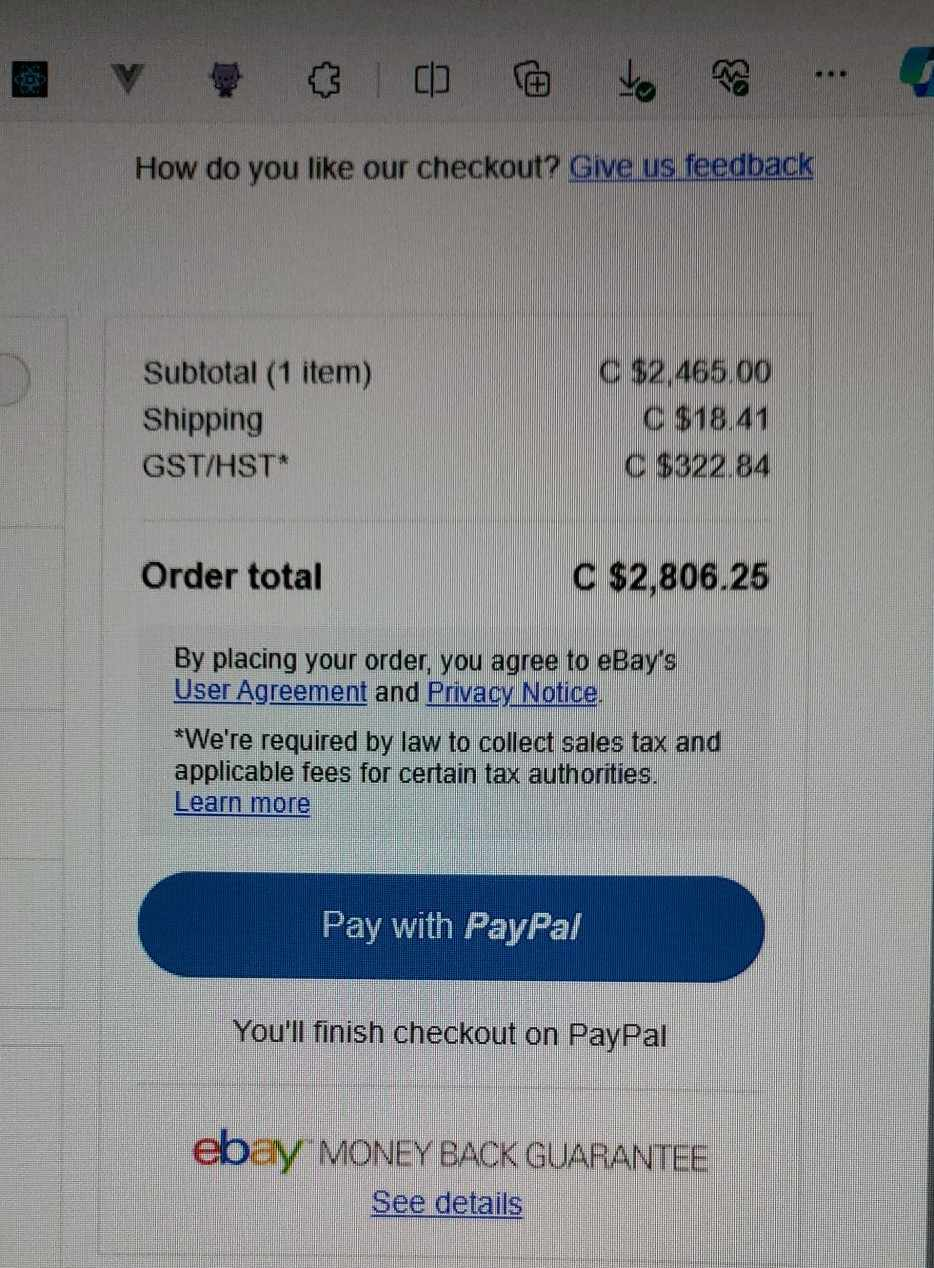 How do you like our checkout? Give us feedback
Subtotal (1 item) C $2,465.00
Shipping C $18.41
GST/HST* C $322.84
Order total C $2,806.25
By placing your order, you agree to eBay's
User Agreement and Privacy Notice.
*We're required by law to collect sales tax and
applicable fees for certain tax authorities.
Learn more
Pay with PayPal
You'll finish checkout on PayPal
ebay MONEY BACK GUARANTEE
See details